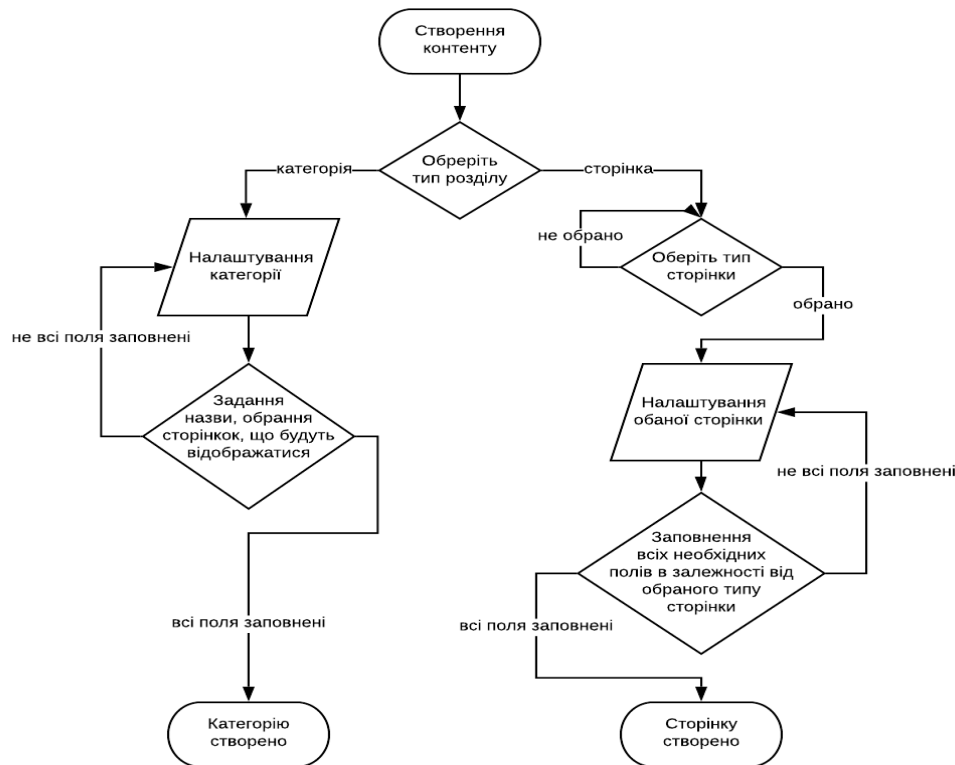 Створення
контенту
Обреріть
тип розділу
категорія
сторінка
не обрано
Оберіть тип
сторінки
обрано
Налаштування
категорії
не всі поля заповнені
Задання
назви, обрання
сторінкок, що будуть
відображатися
всі поля заповнені
Категорію
створено
Налаштування
обаної сторінки
не всі поля заповнені
Заповнення
всіх необхідних
полів в залежності від
обраного типу
сторінки
всі поля заповнені
Сторінку
створено